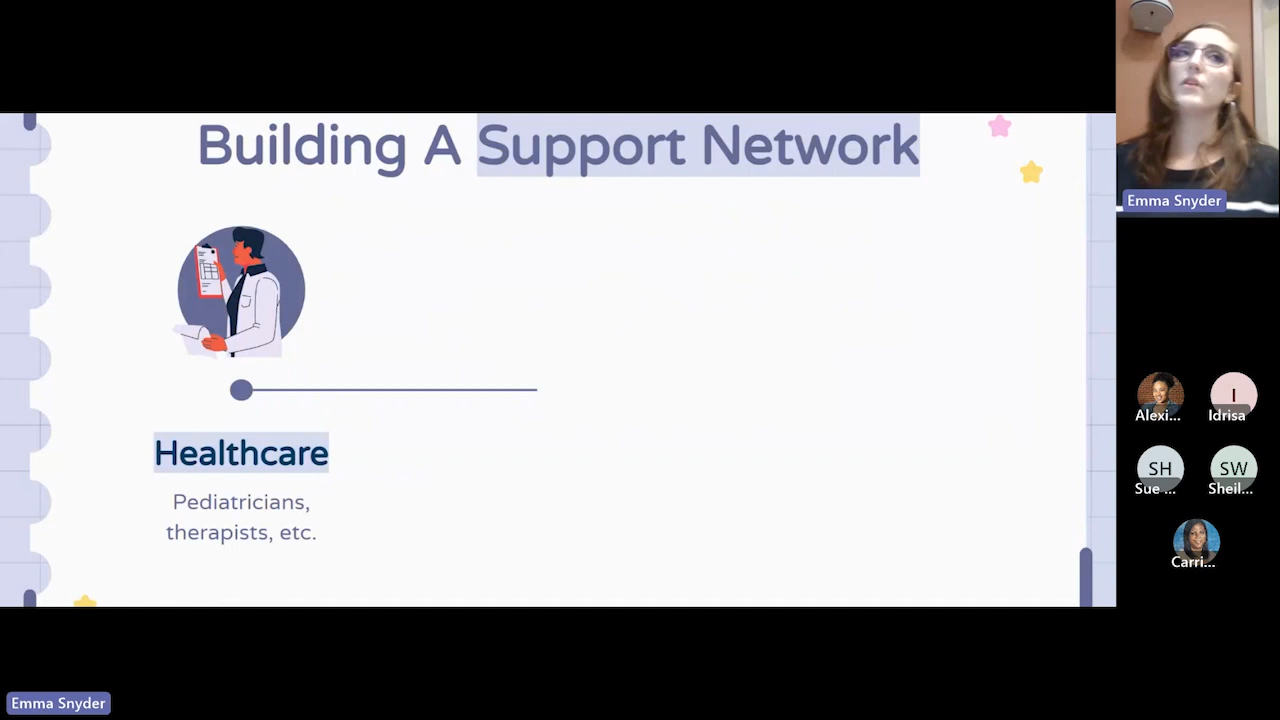 Building A Support Network
Healthcare
Pediatricians,
therapists, etc.
Emma Snyder
Alexi...
I
Idrisa
SH
Sue ...
SW
Sheil...
Carri...
Emma Snyder